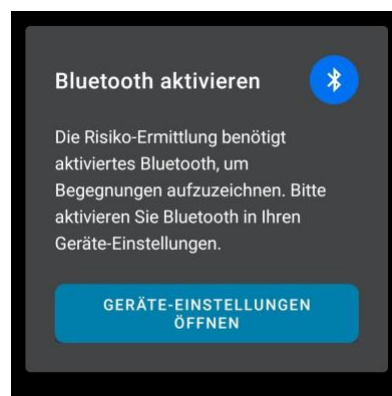 Bluetooth aktivieren
Die Risiko-Ermittlung benötigt
aktiviertes Bluetooth, um
Begegnungen aufzuzeichnen. Bitte
aktivieren Sie Bluetooth in Ihren
Geräte-Einstellungen.
GERÄTE-EINSTELLUNGEN
ÖFFNEN